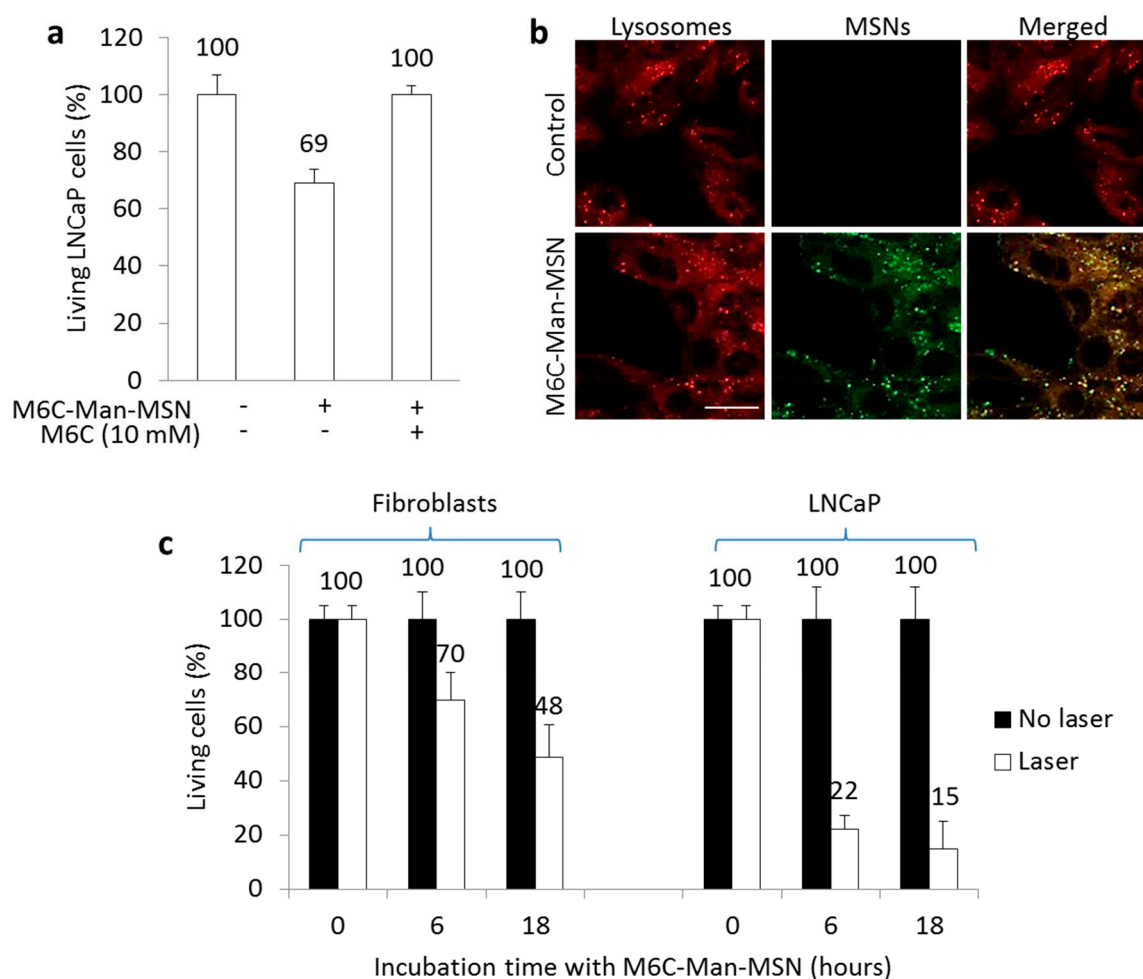 a
120
100
80
60
40
20
0
Living LNCaP cells (%)
100
69
100
M6C-Man-MSN - + +
M6C (10 mM) - - +
b
Lysosomes MSNs Merged
Control
M6C-Man-MSN
c
Fibroblasts LNCaP
120
100
80
60
40
20
0
Living cells (%)
100 100 100 100 100 100
70 48 22 15
No laser
Laser
0 6 18 0 6 18
Incubation time with M6C-Man-MSN (hours)